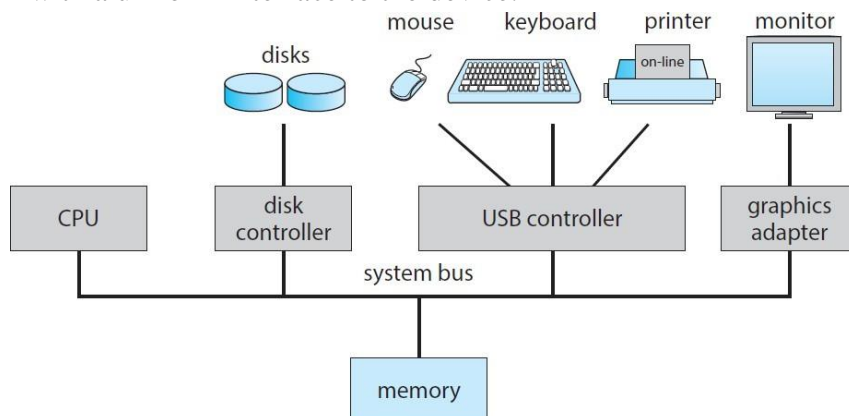 mouse keyboard printer monitor
disks
on-line
CPU
disk
controller
USB controller
graphics
adapter
system bus
memory